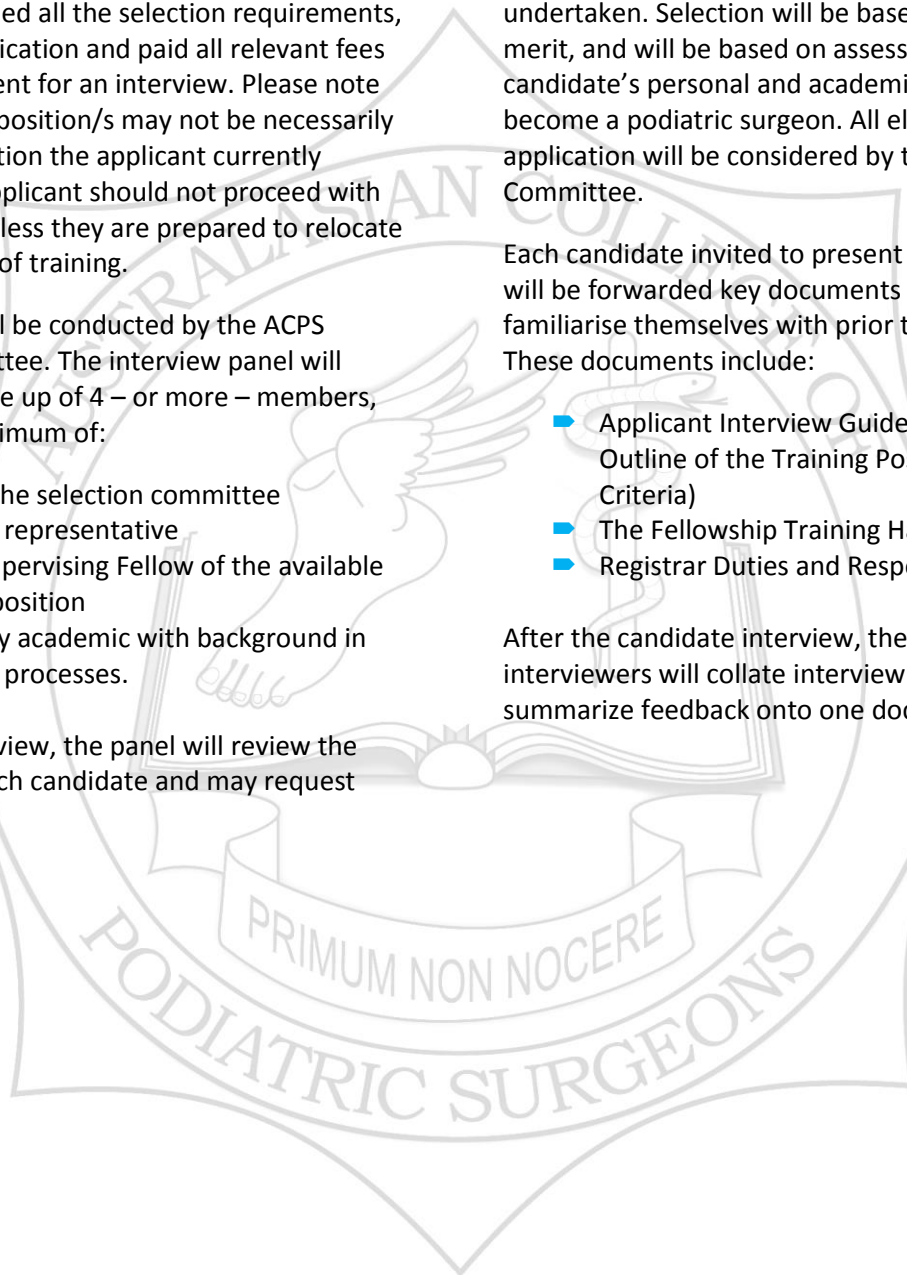 ed all the selection requirements,
ication and paid all relevant fees
ent for an interview. Please note
position/s may not be necessarily
tion the applicant currently
plicant should not proceed with
less they are prepared to relocate
of training.
l be conducted by the ACPS
ttee. The interview panel will
e up of 4 – or more – members,
nimum of:
he selection committee
representative
pervising Fellow of the available
position
y academic with background in
processes.
view, the panel will review the
ch candidate and may request
undertaken. Selection will be base
merit, and will be based on assess
candidate’s personal and academi
become a podiatric surgeon. All el
application will be considered by t
Committee.
Each candidate invited to present
will be forwarded key documents
familiarise themselves with prior t
These documents include:
Applicant Interview Guide
Outline of the Training Po
Criteria)
The Fellowship Training Ha
Registrar Duties and Respo
After the candidate interview, the
interviewers will collate interview
summarize feedback onto one doc
AUSTRALASIAN COLLEGE OF
PRIMUM NON NOCERE
PODIATRIC SURGEONS